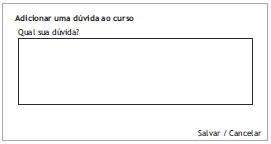 Adicionar uma dúvida ao curso
Qual sua dúvida?
Salvar / Cancelar